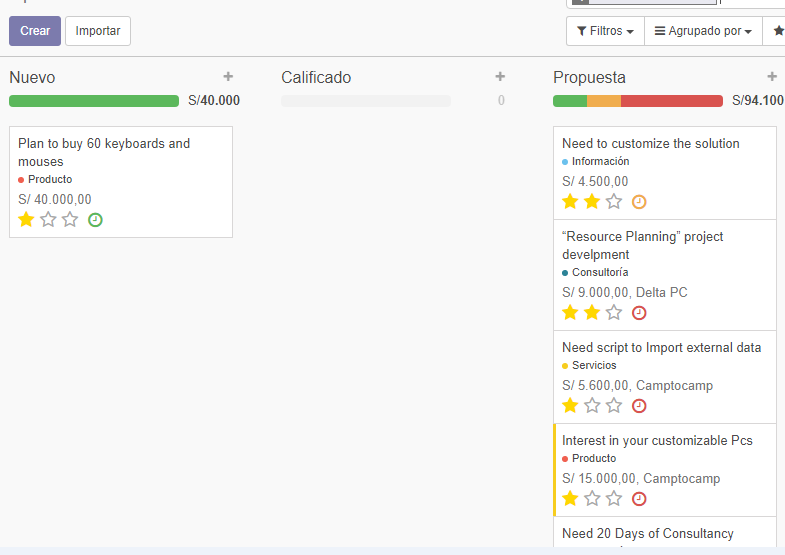 Crear
Importar
Filtros
Agrupado por
Nuevo
S/40.000
Plan to buy 60 keyboards and
mouses
Producto
S/ 40.000,00
Calificado
0
Propuesta
S/94.100
Need to customize the solution
Información
S/ 4.500,00
“Resource Planning” project
develpment
Consultoría
S/ 9.000,00, Delta PC
Need script to Import external data
Servicios
S/ 5.600,00, Camptocamp
Interest in your customizable Pcs
Producto
S/ 15.000,00, Camptocamp
Need 20 Days of Consultancy